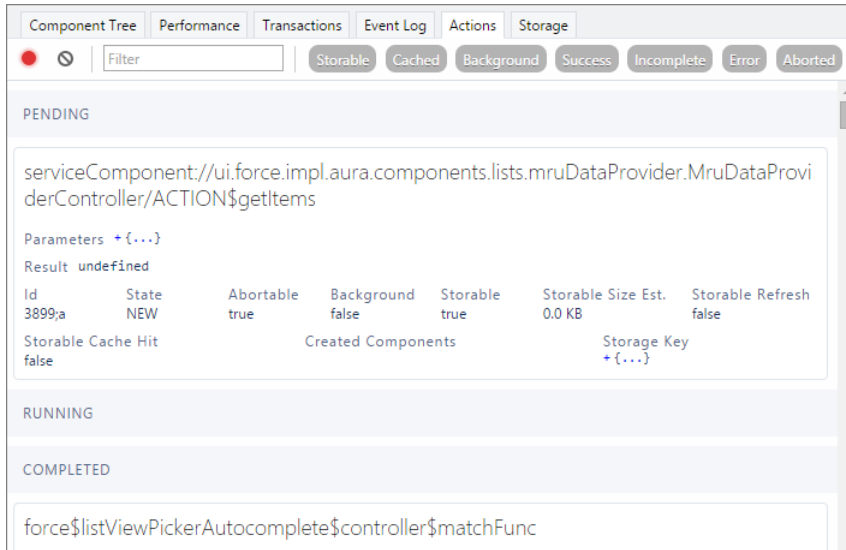 Component Tree Performance Transactions Event Log Actions Storage
Filter Storable Cached Background Success Incomplete Error Aborted
PENDING
serviceComponent://ui.force.impl.aura.components.lists.mruDataProvider.MruDataProvi
derController/ACTION$getItems
Parameters +{...}
Result undefined
Id State Abortable Background Storable Storable Size Est. Storable Refresh
3899;a NEW true false true 0.0 KB false
Storable Cache Hit Created Components Storage Key
false +{...}
RUNNING
COMPLETED
force$listViewPickerAutocomplete$controller$matchFunc